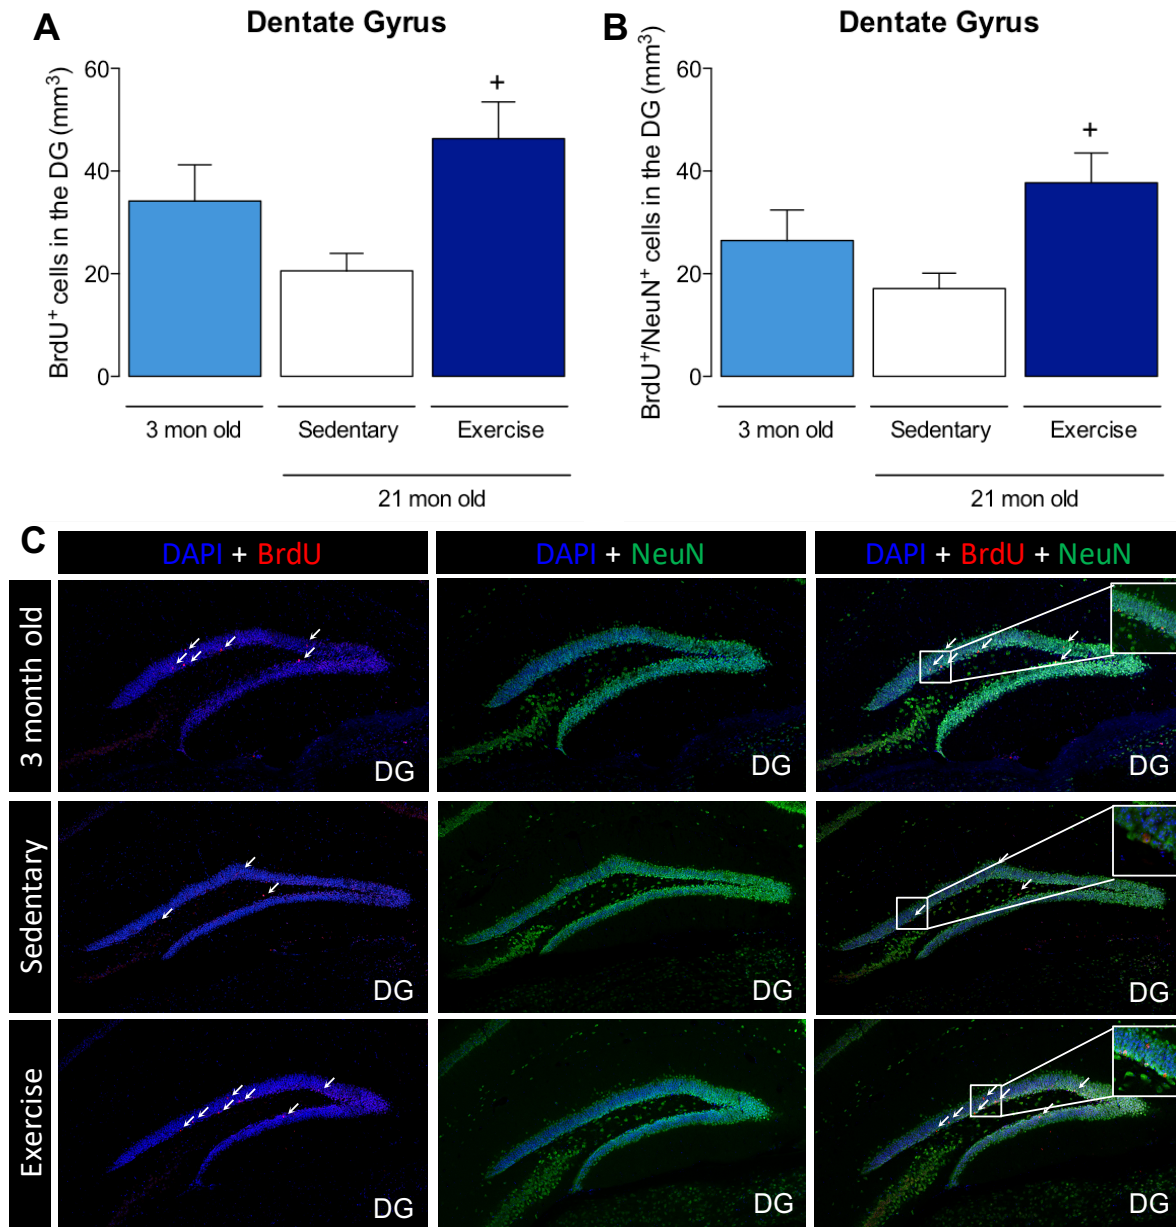 A
Dentate Gyrus
BrdU⁺ cells in the DG (mm³)
60
40
20
0
+
3 mon old
Sedentary
Exercise
21 mon old
B
Dentate Gyrus
BrdU⁺/NeuN⁺ cells in the DG (mm³)
60
40
20
0
+
3 mon old
Sedentary
Exercise
21 mon old
C
DAPI + BrdU
DAPI + NeuN
DAPI + BrdU + NeuN
3 month old
DG
DG
DG
Sedentary
DG
DG
DG
Exercise
DG
DG
DG